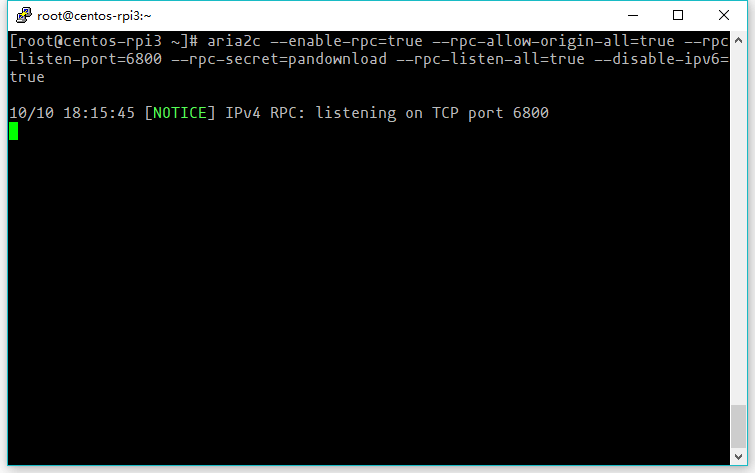 root@centos-rpi3:~
[root@centos-rpi3 ~]# aria2c --enable-rpc=true --rpc-allow-origin-all=true --rpc
-listen-port=6800 --rpc-secret=pandownload --rpc-listen-all=true --disable-ipv6=
true
10/10 18:15:45 [NOTICE] IPv4 RPC: listening on TCP port 6800